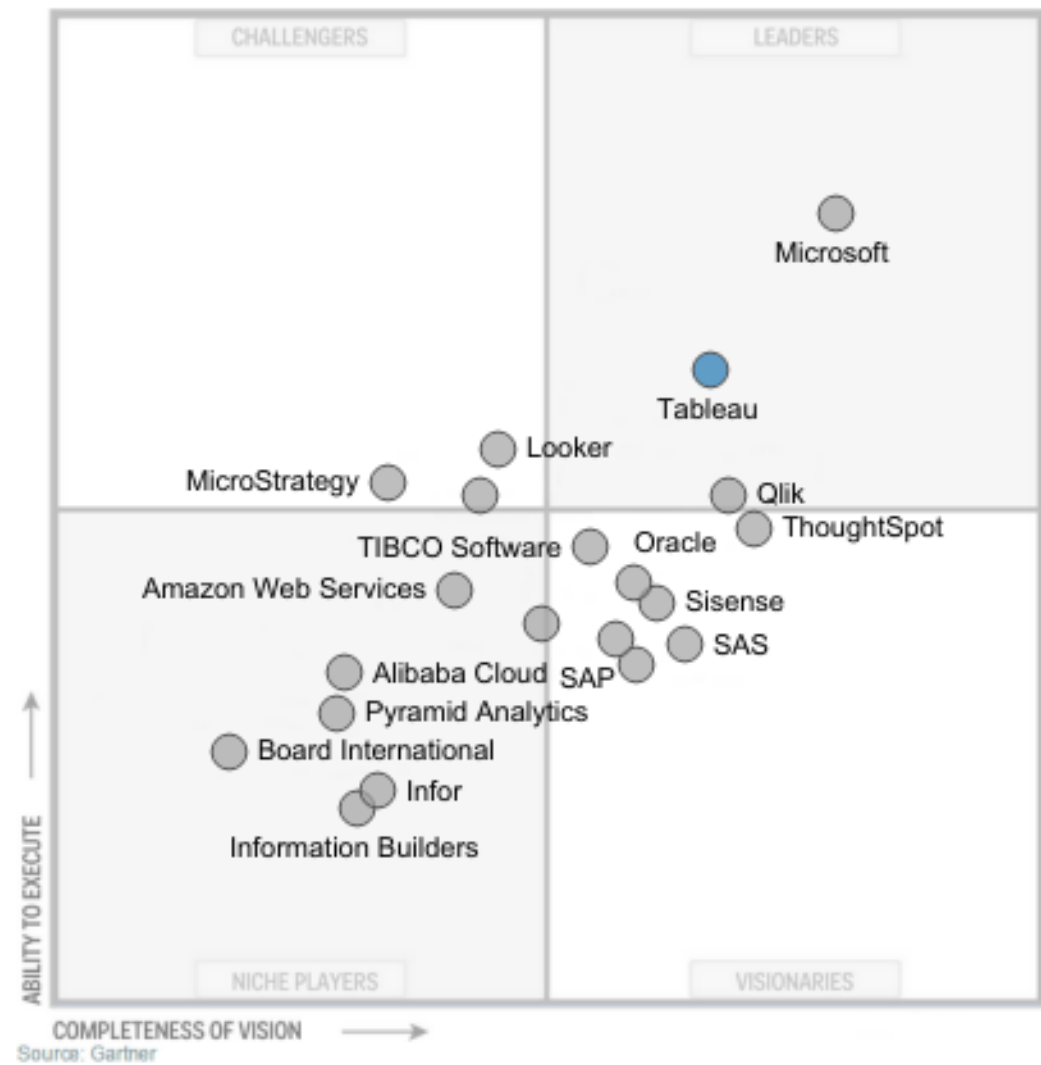 CHALLENGERS
LEADERS
Microsoft
Tableau
Looker
MicroStrategy
Qlik
ThoughtSpot
TIBCO Software
Oracle
Amazon Web Services
Sisense
SAS
Alibaba Cloud
SAP
Pyramid Analytics
Board International
Infor
Information Builders
ABILITY TO EXECUTE
NICHE PLAYERS
VISIONARIES
COMPLETENESS OF VISION
Source: Gartner